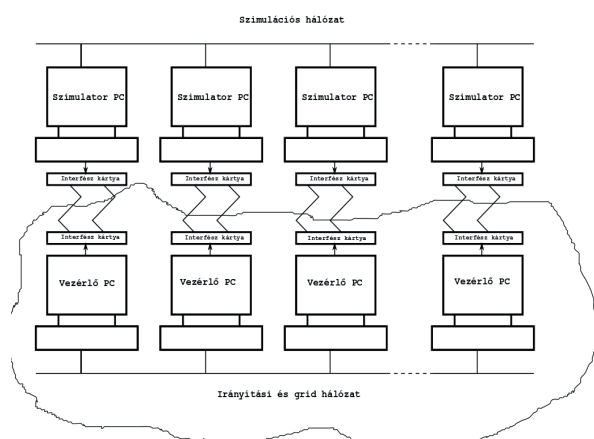 Szimulációs hálózat
Szimulator PC Szimulator PC Szimulator PC Szimulator PC
Interfész kártya Interfész kártya Interfész kártya Interfész kártya
Interfész kártya Interfész kártya Interfész kártya Interfész kártya
Vezérlő PC Vezérlő PC Vezérlő PC Vezérlő PC
Irányitási és grid hálózat